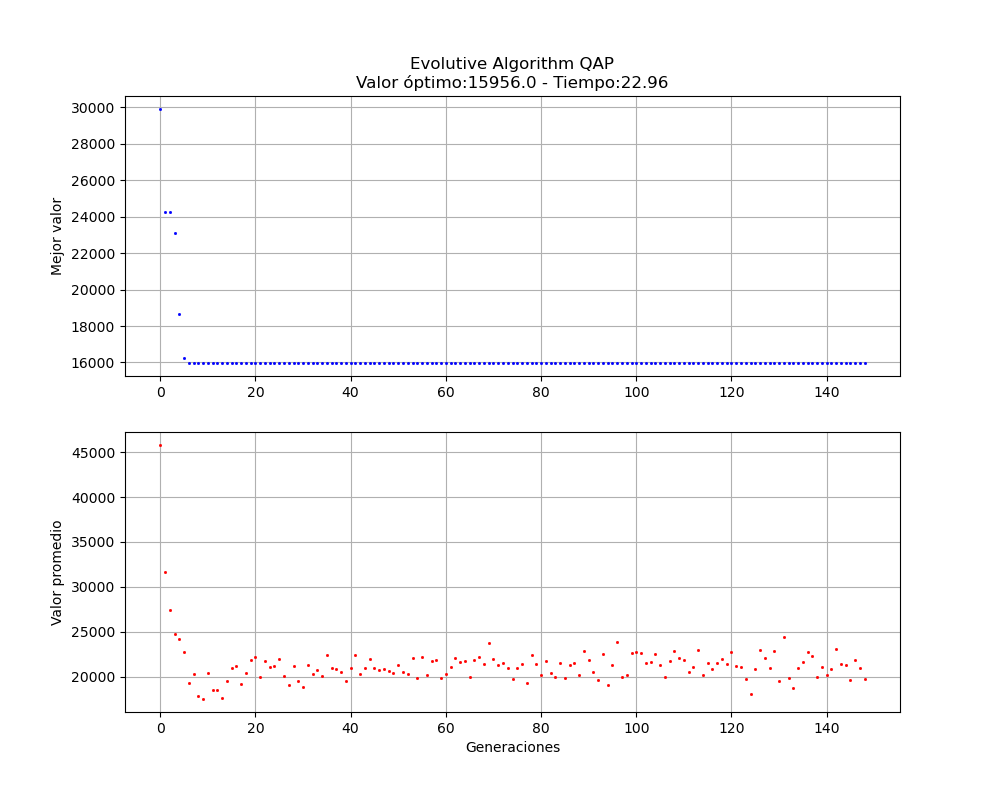 Evolutive Algorithm QAP
Valor óptimo:15956.0 - Tiempo:22.96
Mejor valor
30000
28000
26000
24000
22000
20000
18000
16000
0 20 40 60 80 100 120 140
Valor promedio
45000
40000
35000
30000
25000
20000
0 20 40 60 80 100 120 140
Generaciones